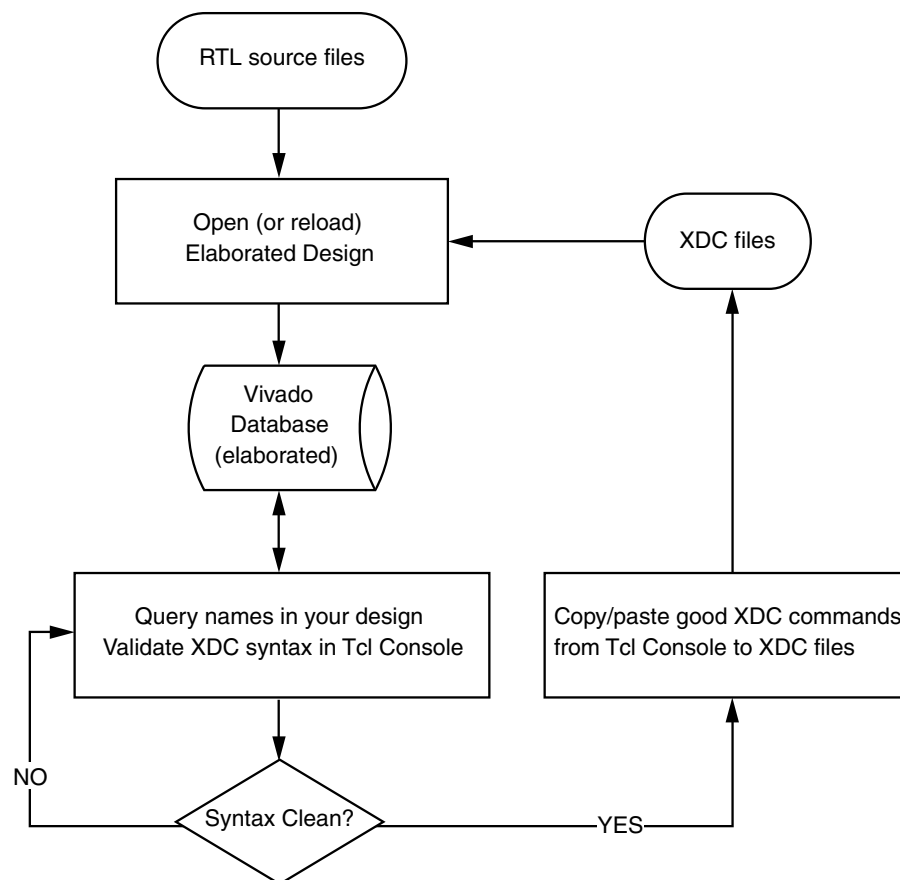 RTL source files
Open (or reload)
Elaborated Design
XDC files
Vivado
Database
(elaborated)
Query names in your design
Validate XDC syntax in Tcl Console
Copy/paste good XDC commands
from Tcl Console to XDC files
NO
Syntax Clean?
YES